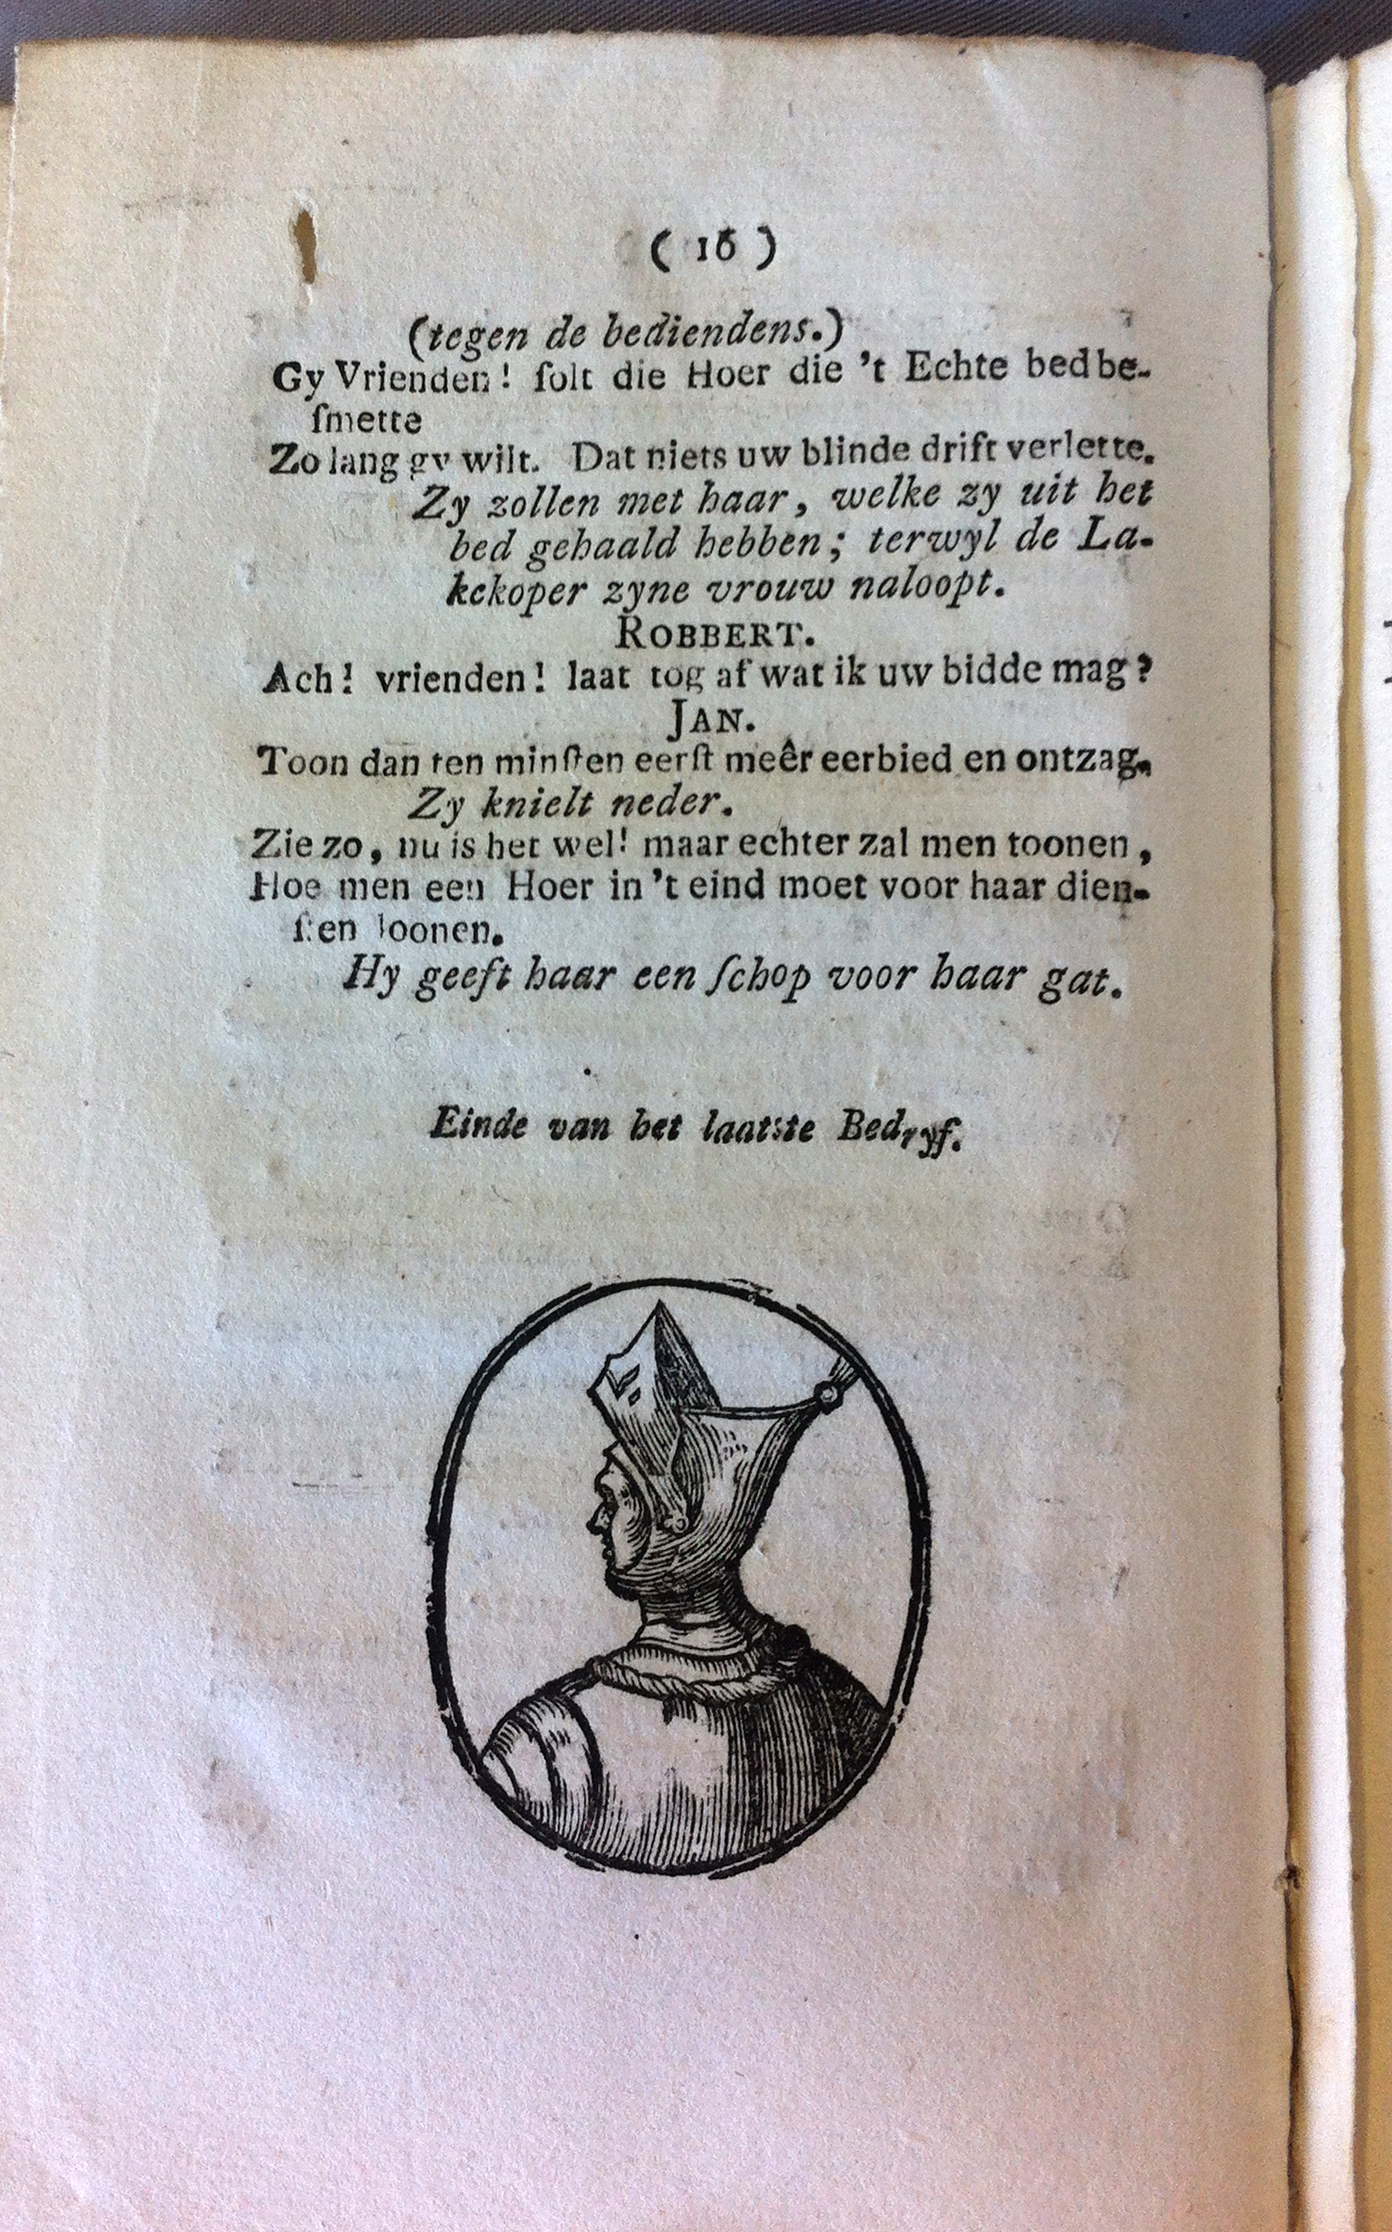 ( 16 )
(tegen de bediendens.)
Gy Vrienden! ſolt die Hoer die 't Echte bed be-
ſmette
Zo lang gy wilt. Dat niets uw blinde drift verlette.
Zy zollen met haar, welke zy uit het
bed gehaald hebben; terwyl de La-
kekoper zyne vrouw naloopt.
ROBBERT.
Ach! vrienden! laat tog af wat ik uw bidde mag?
JAN.
Toon dan ten minſten eerſt meêr eerbied en ontzag.
Zy knielt neder.
Zie zo, nu is het wel! maar echter zal men toonen,
Hoe men een Hoer in 't eind moet voor haar dien-
ſten loonen.
Hy geeft haar een ſchop voor haar gat.
Einde van het laatste Bedryf.